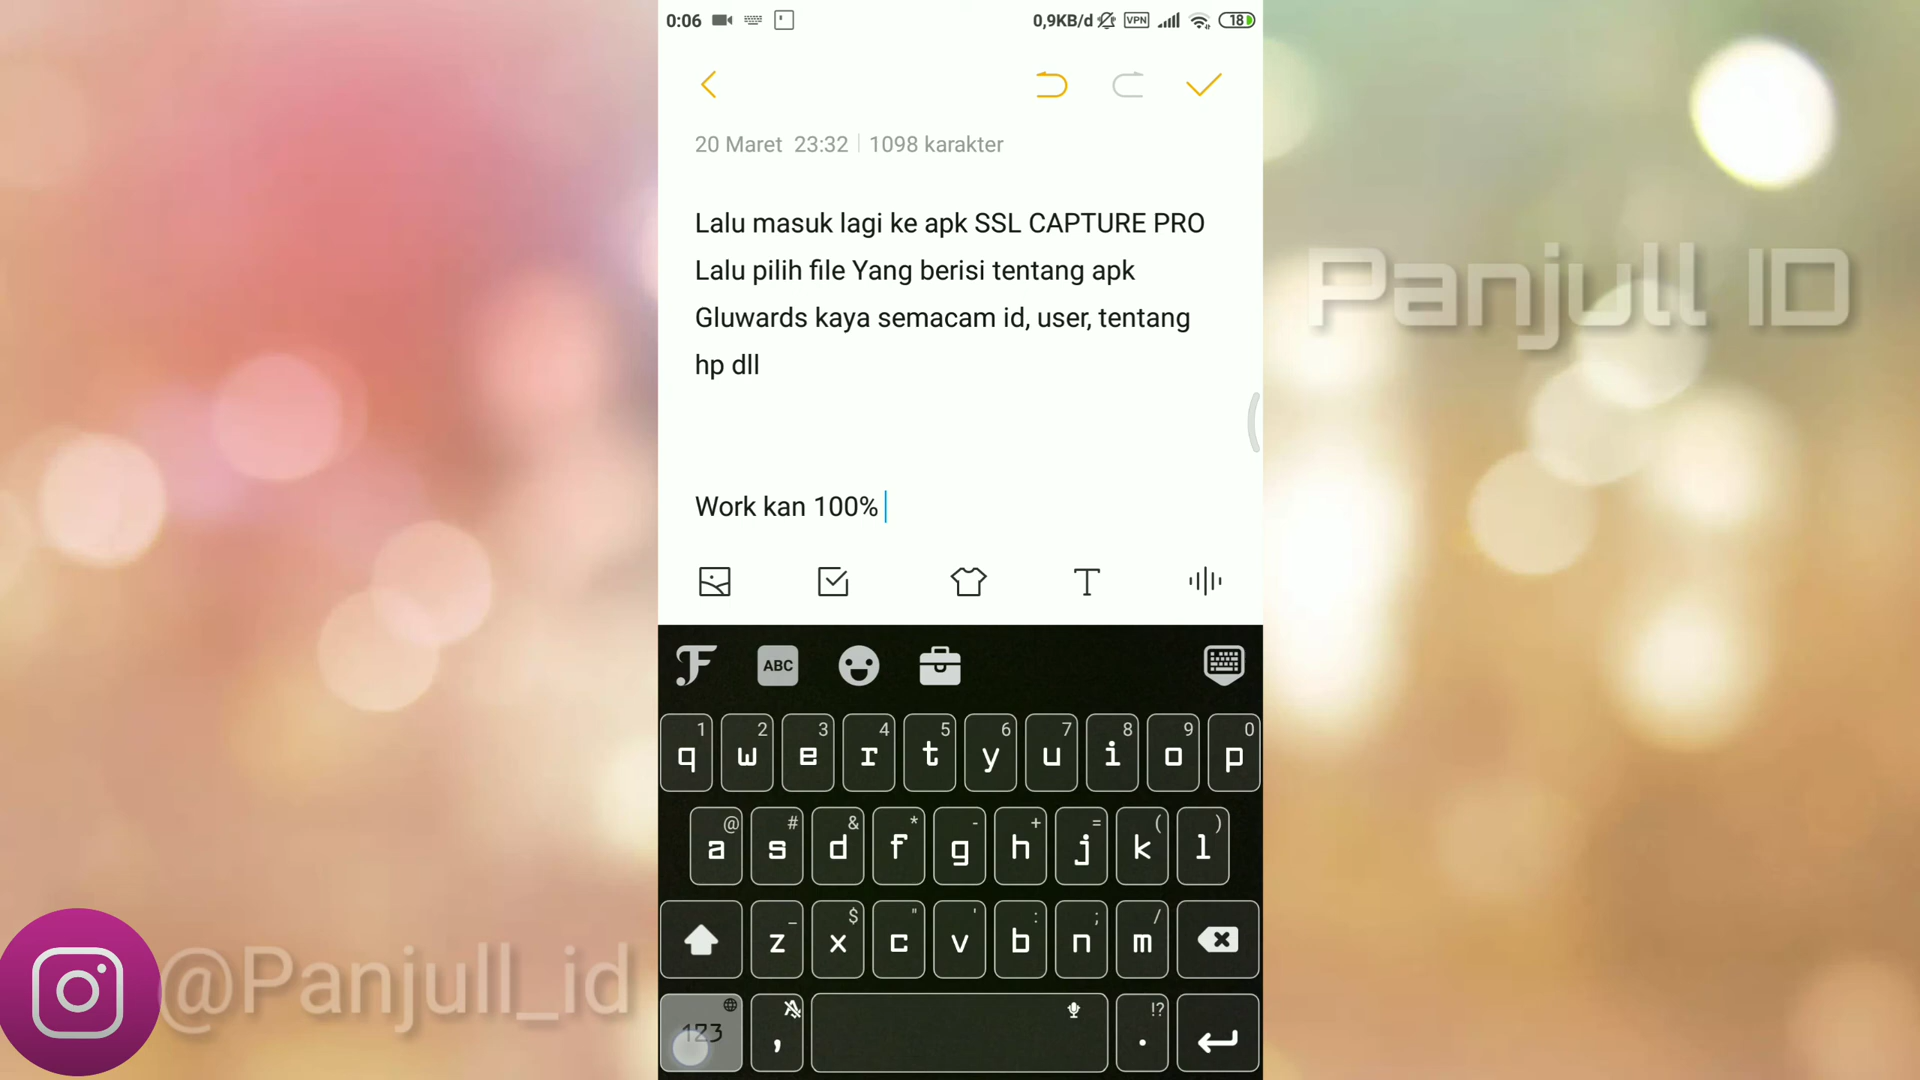 0:06 0,9KB/d VPN 18
20 Maret 23:32 | 1098 karakter
Lalu masuk lagi ke apk SSL CAPTURE PRO
Lalu pilih file Yang berisi tentang apk
Gluwards kaya semacam id, user, tentang
hp dll
Work kan 100%
Panjull ID
@Panjull_id
T
F ABC
1 2 3 4 5 6 7 8 9 0
q w e r t y u i o p
@ # & * - + = ( )
a s d f g h j k l
_ $ " ' : ; /
z x c v b n m
123 , . !?